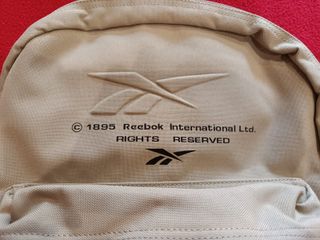 © 1895 Reebok International Ltd.
RIGHTS RESERVED